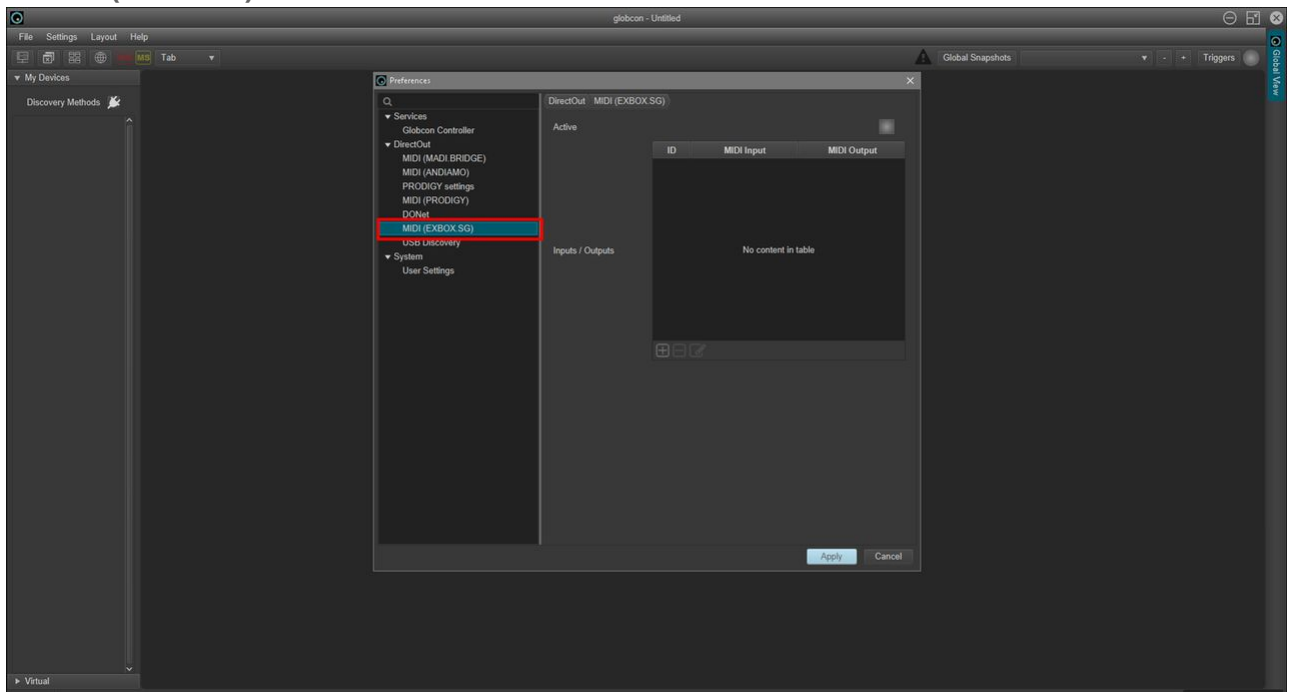 globcon - Untitled
File Settings Layout Help
MS Tab Global Snapshots - + Triggers
Global View
My Devices
Discovery Methods
Preferences
Services
Globcon Controller
DirectOut
MIDI (MADI.BRIDGE)
MIDI (ANDIAMO)
PRODIGY settings
MIDI (PRODIGY)
DONet
MIDI (EXBOX.SG)
USB Discovery
System
User Settings
DirectOut MIDI (EXBOX.SG)
Active
ID MIDI Input MIDI Output
Inputs / Outputs No content in table
Apply Cancel
Virtual